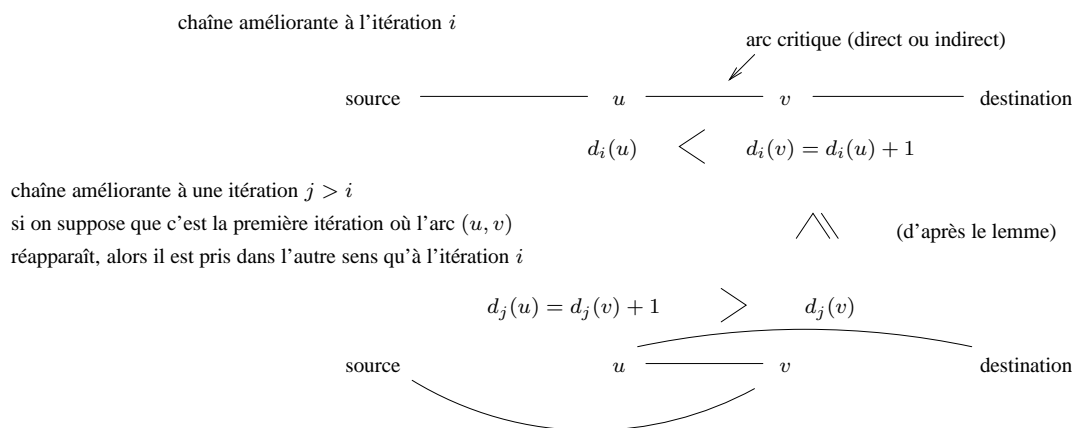 chaîne améliorante à l'itération i
arc critique (direct ou indirect)
source u v destination
d_i(u) < d_i(v) = d_i(u) + 1
chaîne améliorante à une itération j > i
si on suppose que c'est la première itération où l'arc (u, v)
(d'après le lemme)
réapparaît, alors il est pris dans l'autre sens qu'à l'itération i
d_j(u) = d_j(v) + 1 > d_j(v)
source u v destination